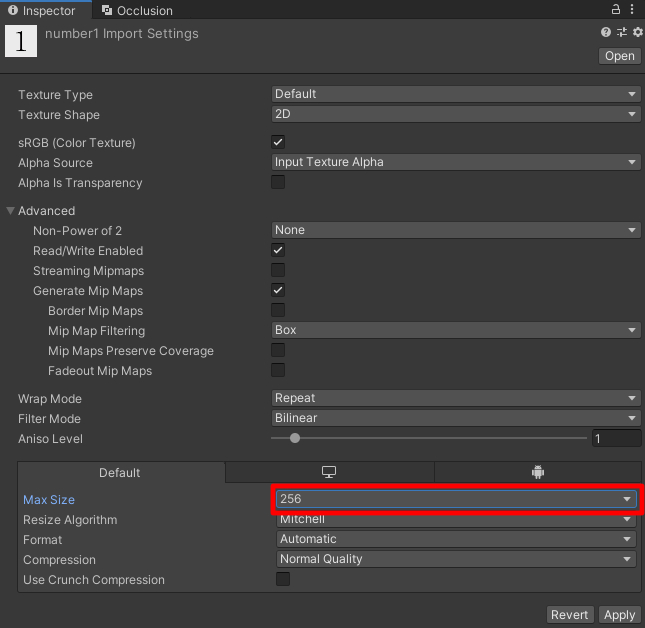 Inspector Occlusion
1 number1 Import Settings
Open
Texture Type Default
Texture Shape 2D
sRGB (Color Texture)
Alpha Source Input Texture Alpha
Alpha Is Transparency
Advanced
Non-Power of 2 None
Read/Write Enabled
Streaming Mipmaps
Generate Mip Maps
Border Mip Maps
Mip Map Filtering Box
Mip Maps Preserve Coverage
Fadeout Mip Maps
Wrap Mode Repeat
Filter Mode Bilinear
Aniso Level 1
Default
Max Size 256
Resize Algorithm Mitchell
Format Automatic
Compression Normal Quality
Use Crunch Compression
Revert Apply